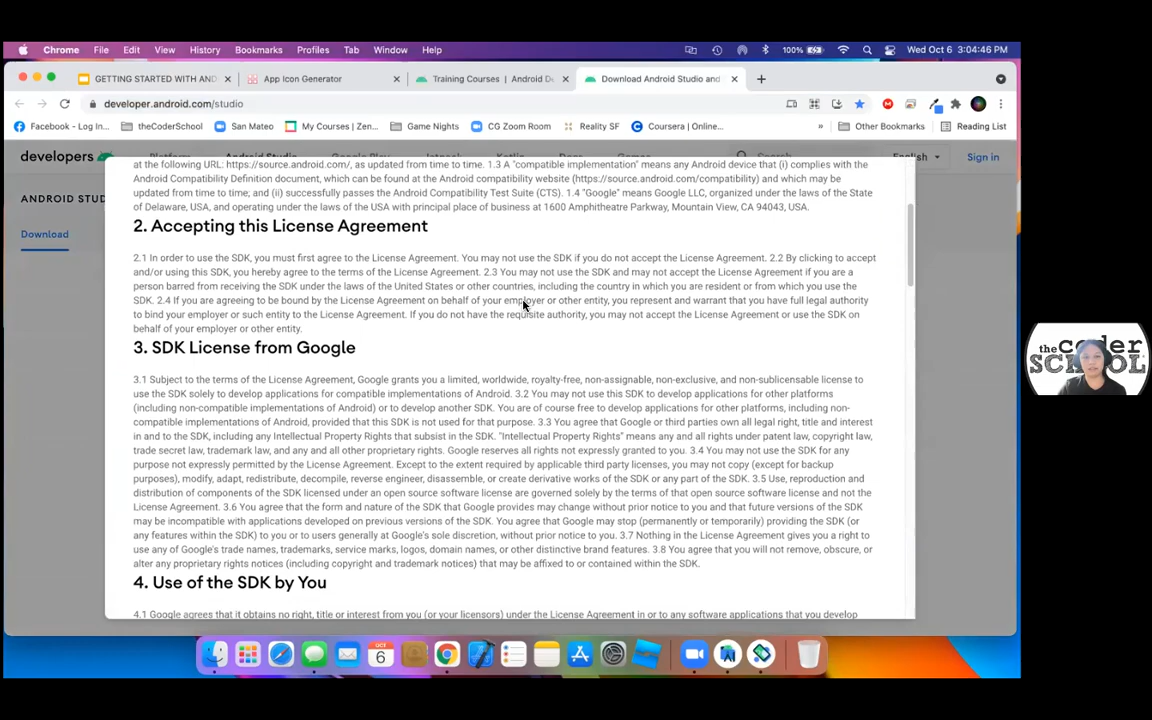 Chrome File Edit View History Bookmarks Profiles Tab Window Help 100% Wed Oct 6 3:04:46 PM
GETTING STARTED WITH AND × App Icon Generator × Training Courses | Android De × Download Android Studio and ×
developer.android.com/studio
Facebook - Log In... theCoderSchool San Mateo My Courses | Zen... Game Nights CG Zoom Room Reality SF Coursera | Online... » Other Bookmarks Reading List
developers English Sign in
ANDROID STUD
Download
at the following URL: https://source.android.com/, as updated from time to time. 1.3 A "compatible implementation" means any Android device that (i) complies with the
Android Compatibility Definition document, which can be found at the Android compatibility website (https://source.android.com/compatibility) and which may be
updated from time to time; and (ii) successfully passes the Android Compatibility Test Suite (CTS). 1.4 "Google" means Google LLC, organized under the laws of the State
of Delaware, USA, and operating under the laws of the USA with principal place of business at 1600 Amphitheatre Parkway, Mountain View, CA 94043, USA.
2. Accepting this License Agreement
2.1 In order to use the SDK, you must first agree to the License Agreement. You may not use the SDK if you do not accept the License Agreement. 2.2 By clicking to accept
and/or using this SDK, you hereby agree to the terms of the License Agreement. 2.3 You may not use the SDK and may not accept the License Agreement if you are a
person barred from receiving the SDK under the laws of the United States or other countries, including the country in which you are resident or from which you use the
SDK. 2.4 If you are agreeing to be bound by the License Agreement on behalf of your employer or other entity, you represent and warrant that you have full legal authority
to bind your employer or such entity to the License Agreement. If you do not have the requisite authority, you may not accept the License Agreement or use the SDK on
behalf of your employer or other entity.
3. SDK License from Google
3.1 Subject to the terms of the License Agreement, Google grants you a limited, worldwide, royalty-free, non-assignable, non-exclusive, and non-sublicensable license to
use the SDK solely to develop applications for compatible implementations of Android. 3.2 You may not use this SDK to develop applications for other platforms
(including non-compatible implementations of Android) or to develop another SDK. You are of course free to develop applications for other platforms, including non-
compatible implementations of Android, provided that this SDK is not used for that purpose. 3.3 You agree that Google or third parties own all legal right, title and interest
in and to the SDK, including any Intellectual Property Rights that subsist in the SDK. "Intellectual Property Rights" means any and all rights under patent law, copyright law,
trade secret law, trademark law, and any and all other proprietary rights. Google reserves all rights not expressly granted to you. 3.4 You may not use the SDK for any
purpose not expressly permitted by the License Agreement. Except to the extent required by applicable third party licenses, you may not copy (except for backup
purposes), modify, adapt, redistribute, decompile, reverse engineer, disassemble, or create derivative works of the SDK or any part of the SDK. 3.5 Use, reproduction and
distribution of components of the SDK licensed under an open source software license are governed solely by the terms of that open source software license and not the
License Agreement. 3.6 You agree that the form and nature of the SDK that Google provides may change without prior notice to you and that future versions of the SDK
may be incompatible with applications developed on previous versions of the SDK. You agree that Google may stop (permanently or temporarily) providing the SDK (or
any features within the SDK) to you or to users generally at Google's sole discretion, without prior notice to you. 3.7 Nothing in the License Agreement gives you a right to
use any of Google's trade names, trademarks, service marks, logos, domain names, or other distinctive brand features. 3.8 You agree that you will not remove, obscure, or
alter any proprietary rights notices (including copyright and trademark notices) that may be affixed to or contained within the SDK.
4. Use of the SDK by You
4.1 Google agrees that it obtains no right, title or interest from you (or your licensors) under the License Agreement in or to any software applications that you develop
OCT
6
the coder
SCHOOL